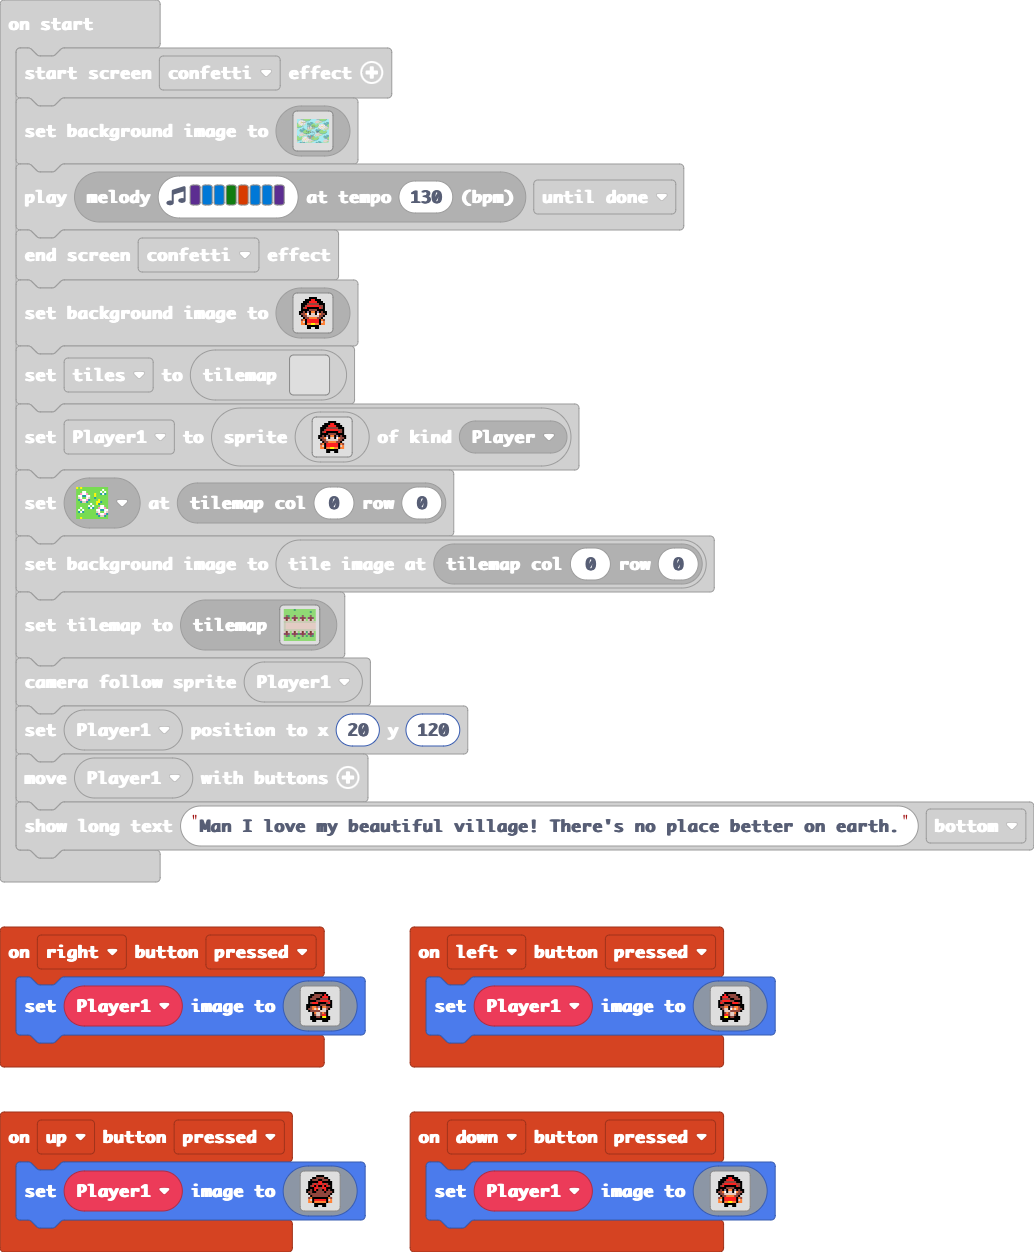 on start
start screen confetti effect
set background image to
play melody at tempo 130 (bpm) until done
end screen confetti effect
set background image to
set tiles to tilemap
set Player1 to sprite of kind Player
set at tilemap col 0 row 0
set background image to tile image at tilemap col 0 row 0
set tilemap to tilemap
camera follow sprite Player1
set Player1 position to x 20 y 120
move Player1 with buttons
show long text "Man I love my beautiful village! There's no place better on earth." bottom
on right button pressed
set Player1 image to
on left button pressed
set Player1 image to
on up button pressed
set Player1 image to
on down button pressed
set Player1 image to